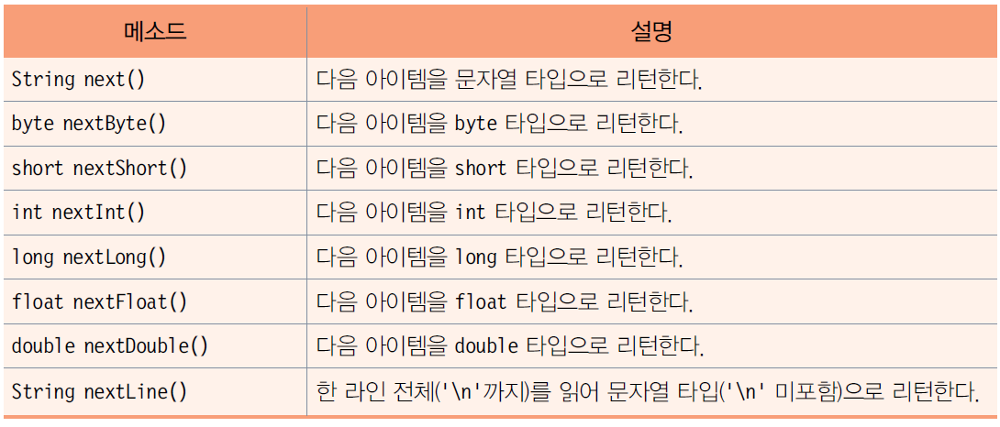 메소드 설명
String next() 다음 아이템을 문자열 타입으로 리턴한다.
byte nextByte() 다음 아이템을 byte 타입으로 리턴한다.
short nextShort() 다음 아이템을 short 타입으로 리턴한다.
int nextInt() 다음 아이템을 int 타입으로 리턴한다.
long nextLong() 다음 아이템을 long 타입으로 리턴한다.
float nextFloat() 다음 아이템을 float 타입으로 리턴한다.
double nextDouble() 다음 아이템을 double 타입으로 리턴한다.
String nextLine() 한 라인 전체('\n'까지)를 읽어 문자열 타입('\n' 미포함)으로 리턴한다.